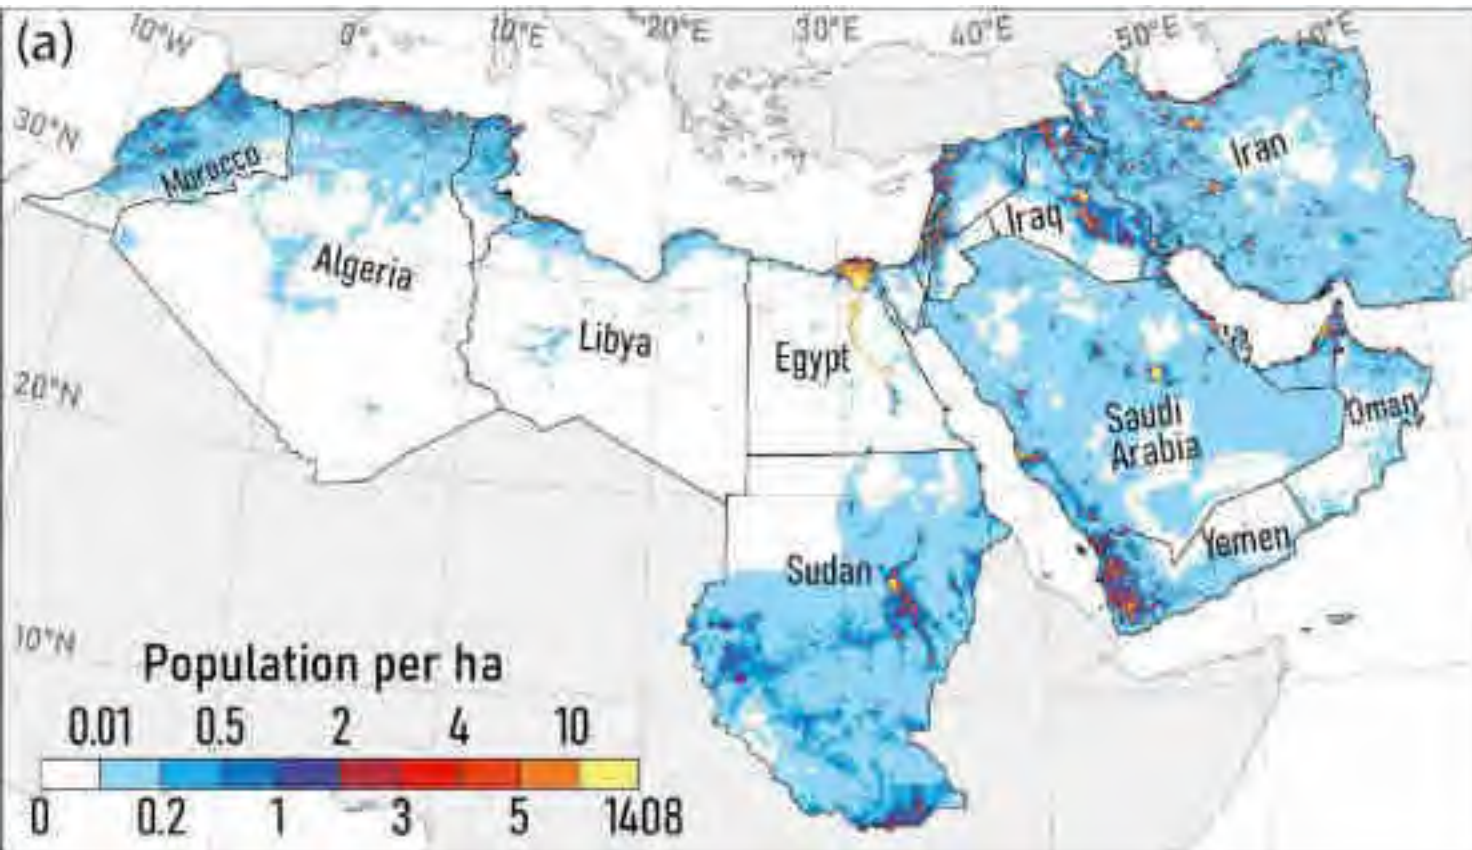 (a)
10°W 0° 10°E 20°E 30°E 40°E 50°E 60°E
30°N
Morocco
Iran
Iraq
Algeria
Libya
Egypt
20°N
Saudi
Arabia
Oman
Yemen
Sudan
10°N
Population per ha
0.01 0.5 2 4 10
0 0.2 1 3 5 1408